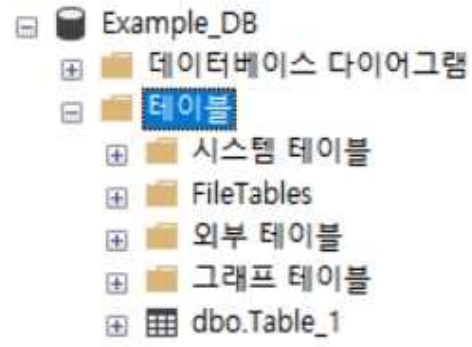 Example_DB
데이터베이스 다이어그램
테이블
시스템 테이블
FileTables
외부 테이블
그래프 테이블
dbo.Table_1